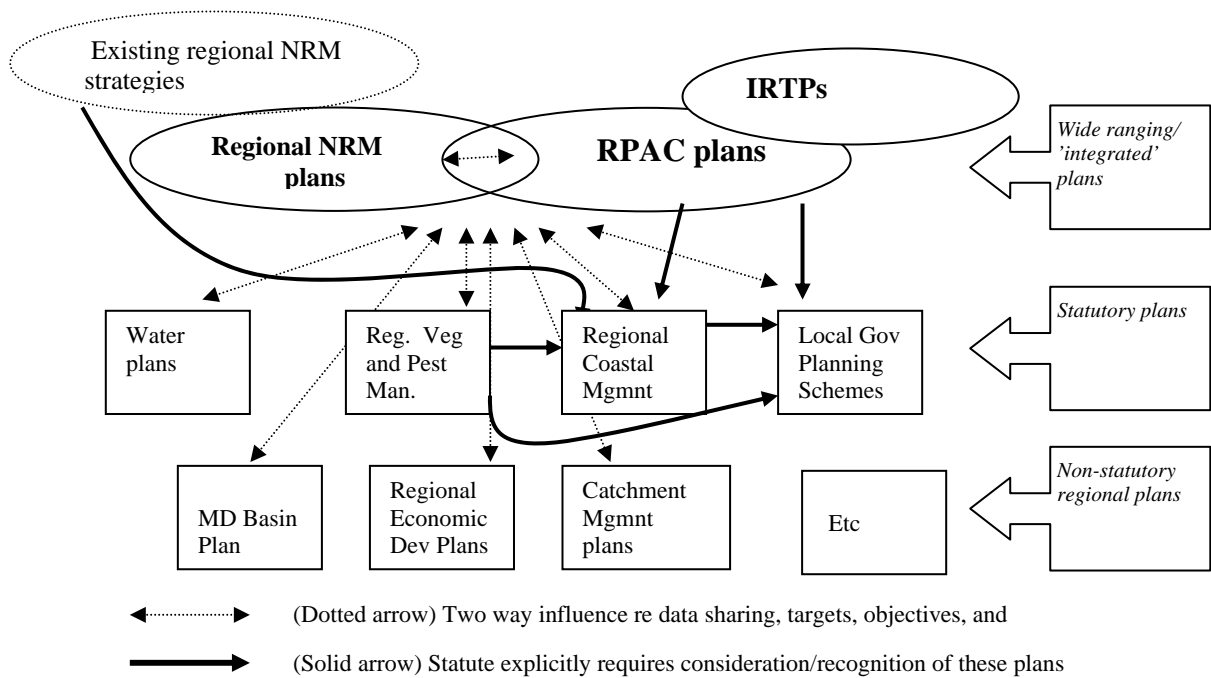 Existing regional NRM
strategies
IRTPs
Regional NRM
plans
RPAC plans
Wide ranging/
'integrated'
plans
Water
plans
Reg. Veg
and Pest
Man.
Regional
Coastal
Mgmnt
Local Gov
Planning
Schemes
Statutory plans
MD Basin
Plan
Regional
Economic
Dev Plans
Catchment
Mgmnt
plans
Etc
Non-statutory
regional plans
(Dotted arrow) Two way influence re data sharing, targets, objectives, and
(Solid arrow) Statute explicitly requires consideration/recognition of these plans